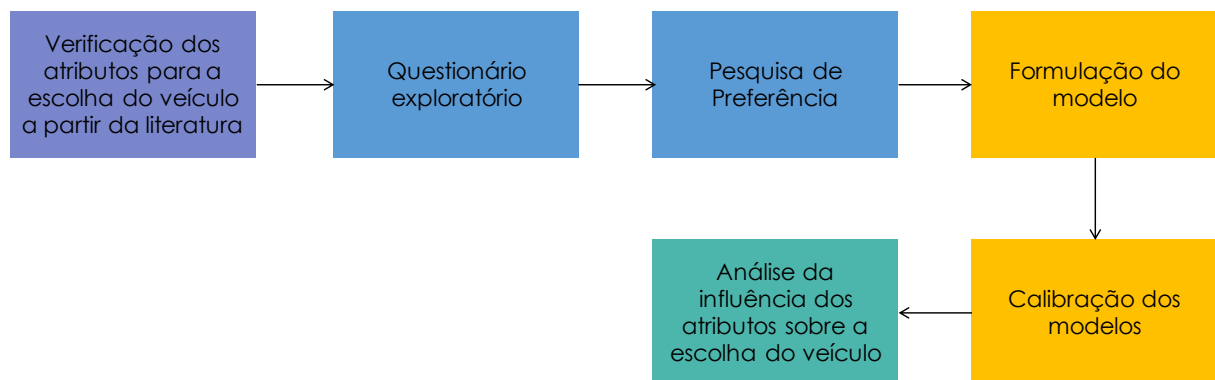 Verificação dos
atributos para a
escolha do veículo
a partir da literatura
Questionário
exploratório
Pesquisa de
Preferência
Formulação do
modelo
Análise da
influência dos
atributos sobre a
escolha do veículo
Calibração dos
modelos